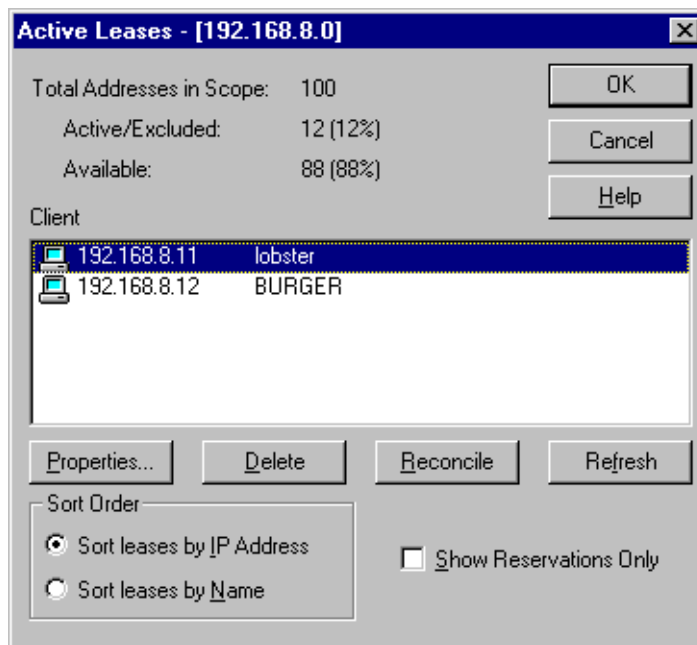 Active Leases - [192.168.8.0]
Total Addresses in Scope: 100
Active/Excluded: 12 (12%)
Available: 88 (88%)
OK
Cancel
Help
Client
192.168.8.11 lobster
192.168.8.12 BURGER
Properties... Delete Reconcile Refresh
Sort Order
Sort leases by IP Address
Sort leases by Name
Show Reservations Only